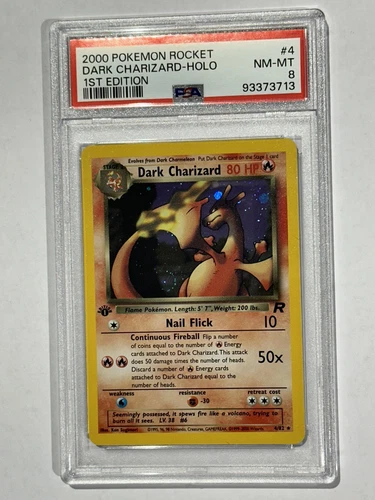 2000 POKEMON ROCKET #4
DARK CHARIZARD-HOLO NM-MT
1ST EDITION 8
PSA 93373713
Evolves from Dark Charmeleon Put Dark Charizard on the Stage 1 card
STAGE 2
Dark Charizard 80 HP
Flame Pokémon. Length: 5' 7", Weight: 200 lbs.
R
Nail Flick 10
Continuous Fireball Flip a number
of coins equal to the number of Energy
cards attached to Dark Charizard. This attack
does 50 damage times the number of heads.
50x
Discard a number of Energy cards
attached to Dark Charizard equal to the
number of heads.
weakness resistance retreat cost
-30
Seemingly possessed, it spews fire like a volcano, trying to
burn all it sees. LV. 38 #6
4/82